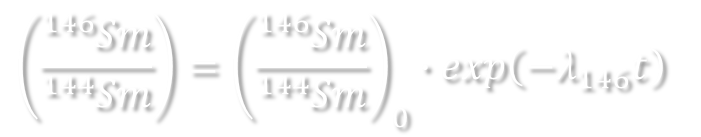 (¹⁴⁶Sm / ¹⁴⁴Sm) = (¹⁴⁶Sm / ¹⁴⁴Sm)₀ · exp(−λ₁₄₆t)